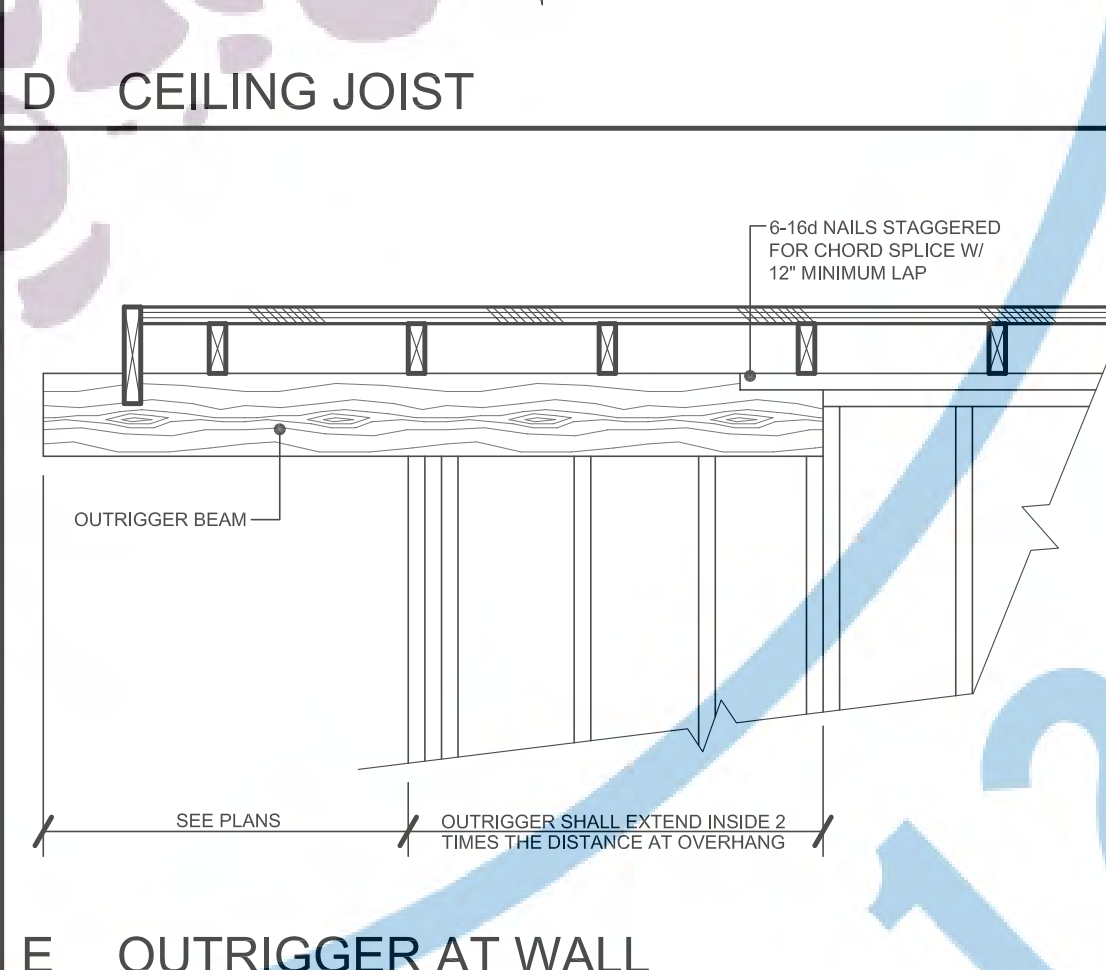 D CEILING JOIST
6-16d NAILS STAGGERED
FOR CHORD SPLICE W/
12" MINIMUM LAP
OUTRIGGER BEAM
SEE PLANS
OUTRIGGER SHALL EXTEND INSIDE 2
TIMES THE DISTANCE AT OVERHANG
E OUTRIGGER AT WALL